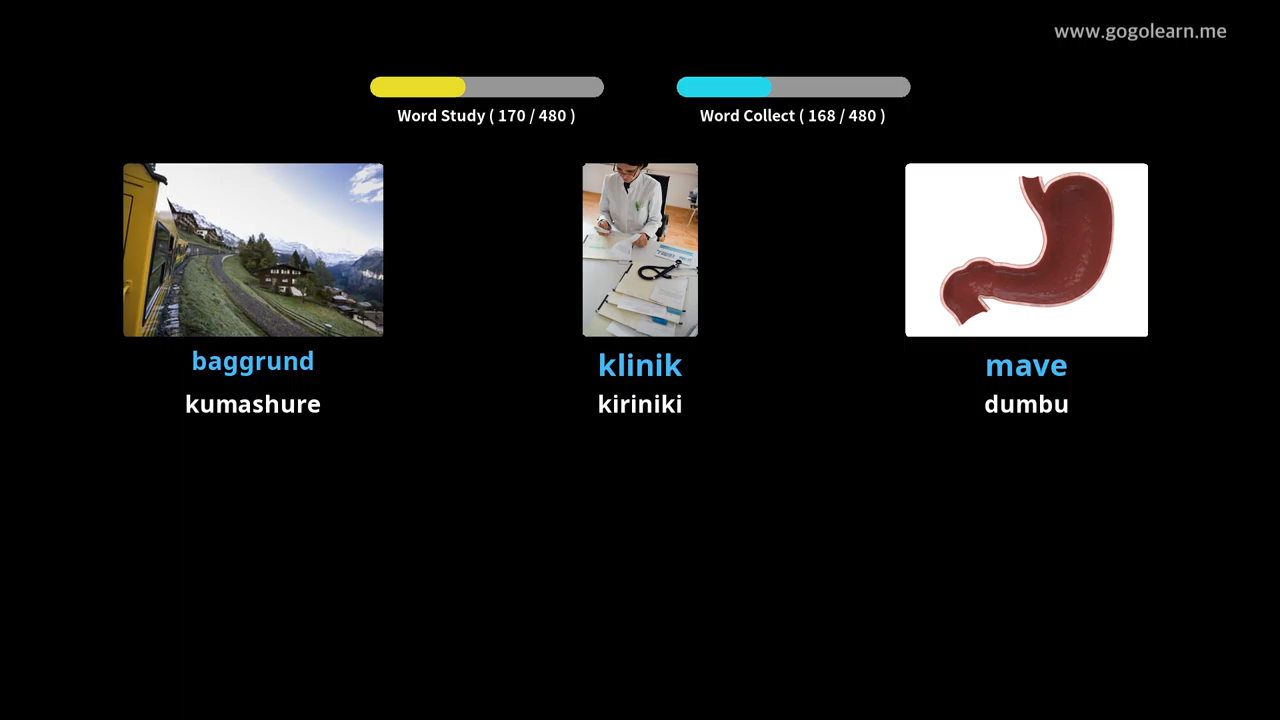 www.gogolearn.me
Word Study ( 170 / 480 )
Word Collect ( 168 / 480 )
baggrund
klinik
mave
kumashure
kiriniki
dumbu